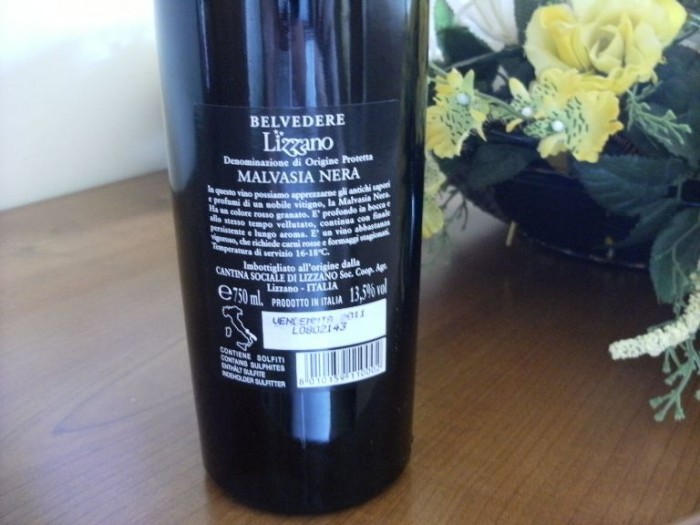 BELVEDERE
Lizzano
Denominazione di Origine Protetta
MALVASIA NERA
In questo vino possiamo apprezzarne gli antichi sapori
e profumi di un nobile vitigno, la Malvasia Nera.
Ha un colore rosso granato. E' profondo in bocca e
allo stesso tempo vellutato, continua con finale
persistente e lungo aroma. E' un vino abbastanza
vigoroso, che richiede carni rosse e formaggi stagionati.
Temperatura di servizio 16-18°C.
Imbottigliato all'origine dalla
CANTINA SOCIALE DI LIZZANO Soc. Coop. Agr.
Lizzano - ITALIA
e 750 ml. PRODOTTO IN ITALIA 13,5% vol
VENDEMMIA 2011
L0802143
CONTIENE SOLFITI
CONTAINS SULPHITES
ENTHÄLT SULFITE
INDEHOLDER SULFITTER